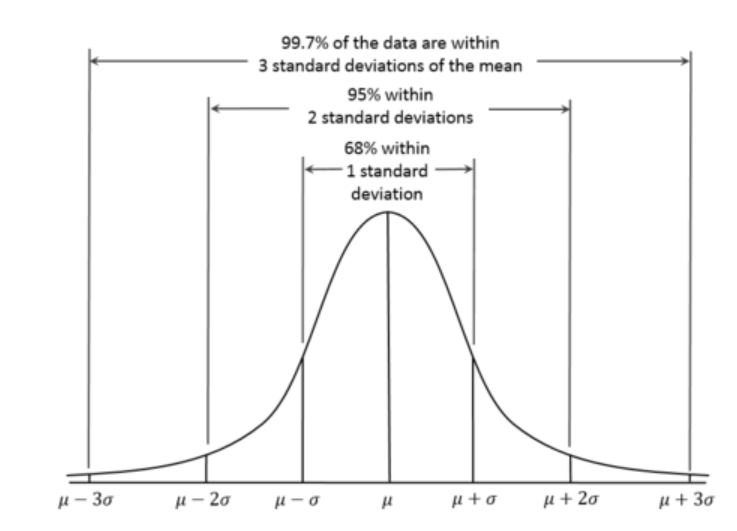 99.7% of the data are within
3 standard deviations of the mean
95% within
2 standard deviations
68% within
1 standard
deviation
μ − 3σ μ − 2σ μ − σ μ μ + σ μ + 2σ μ + 3σ